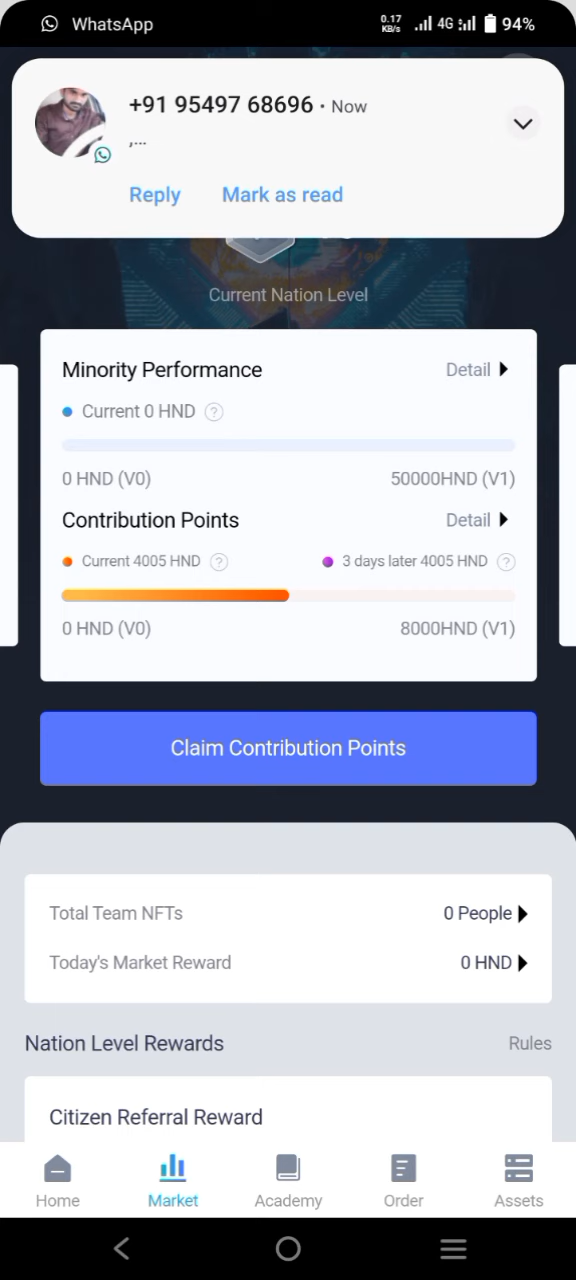 WhatsApp 0.17 KB/s 4G 94%
+91 95497 68696 • Now
,...
Reply Mark as read
Current Nation Level
Minority Performance Detail
Current 0 HND ?
0 HND (V0) 50000HND (V1)
Contribution Points Detail
Current 4005 HND ? 3 days later 4005 HND ?
0 HND (V0) 8000HND (V1)
Claim Contribution Points
Total Team NFTs 0 People
Today's Market Reward 0 HND
Nation Level Rewards Rules
Citizen Referral Reward
Home Market Academy Order Assets